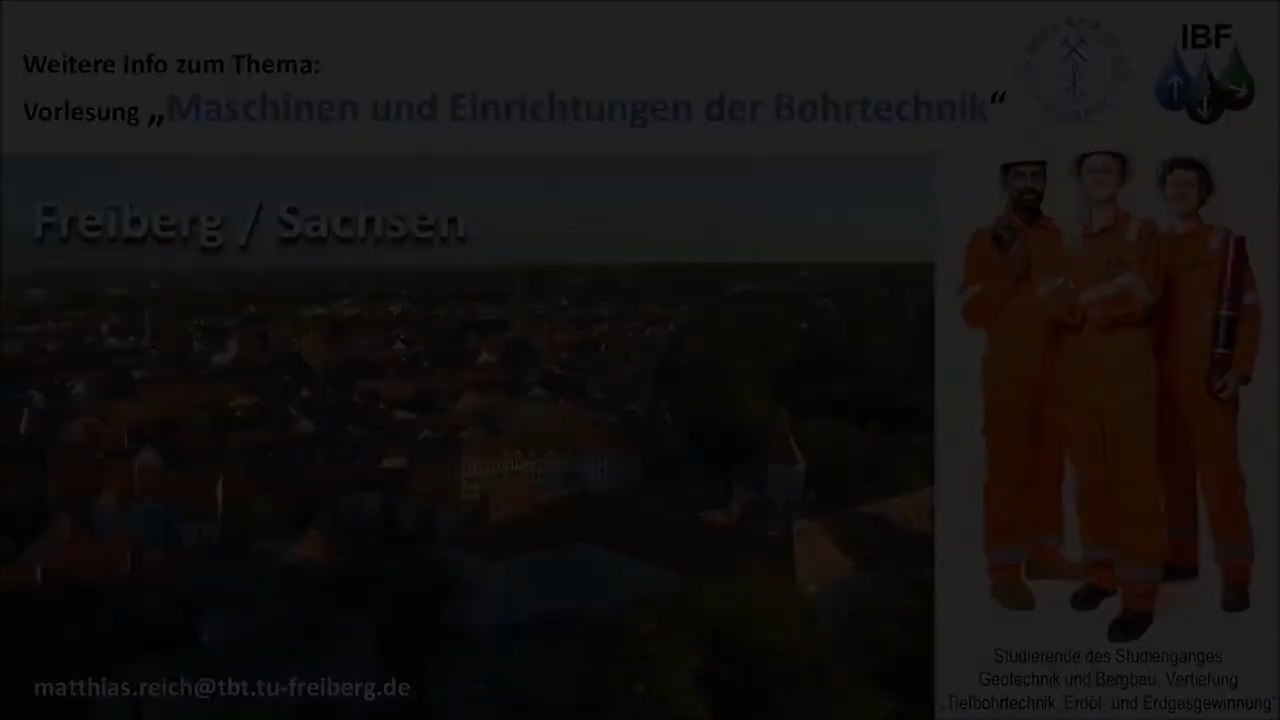 Weitere Info zum Thema:
Vorlesung „Maschinen und Einrichtungen der Bohrtechnik“
IBF
Freiberg / Sachsen
matthias.reich@tbt.tu-freiberg.de
Studierende des Studienganges
Geotechnik und Bergbau, Vertiefung
„Tiefbohrtechnik, Erdöl- und Erdgasgewinnung“